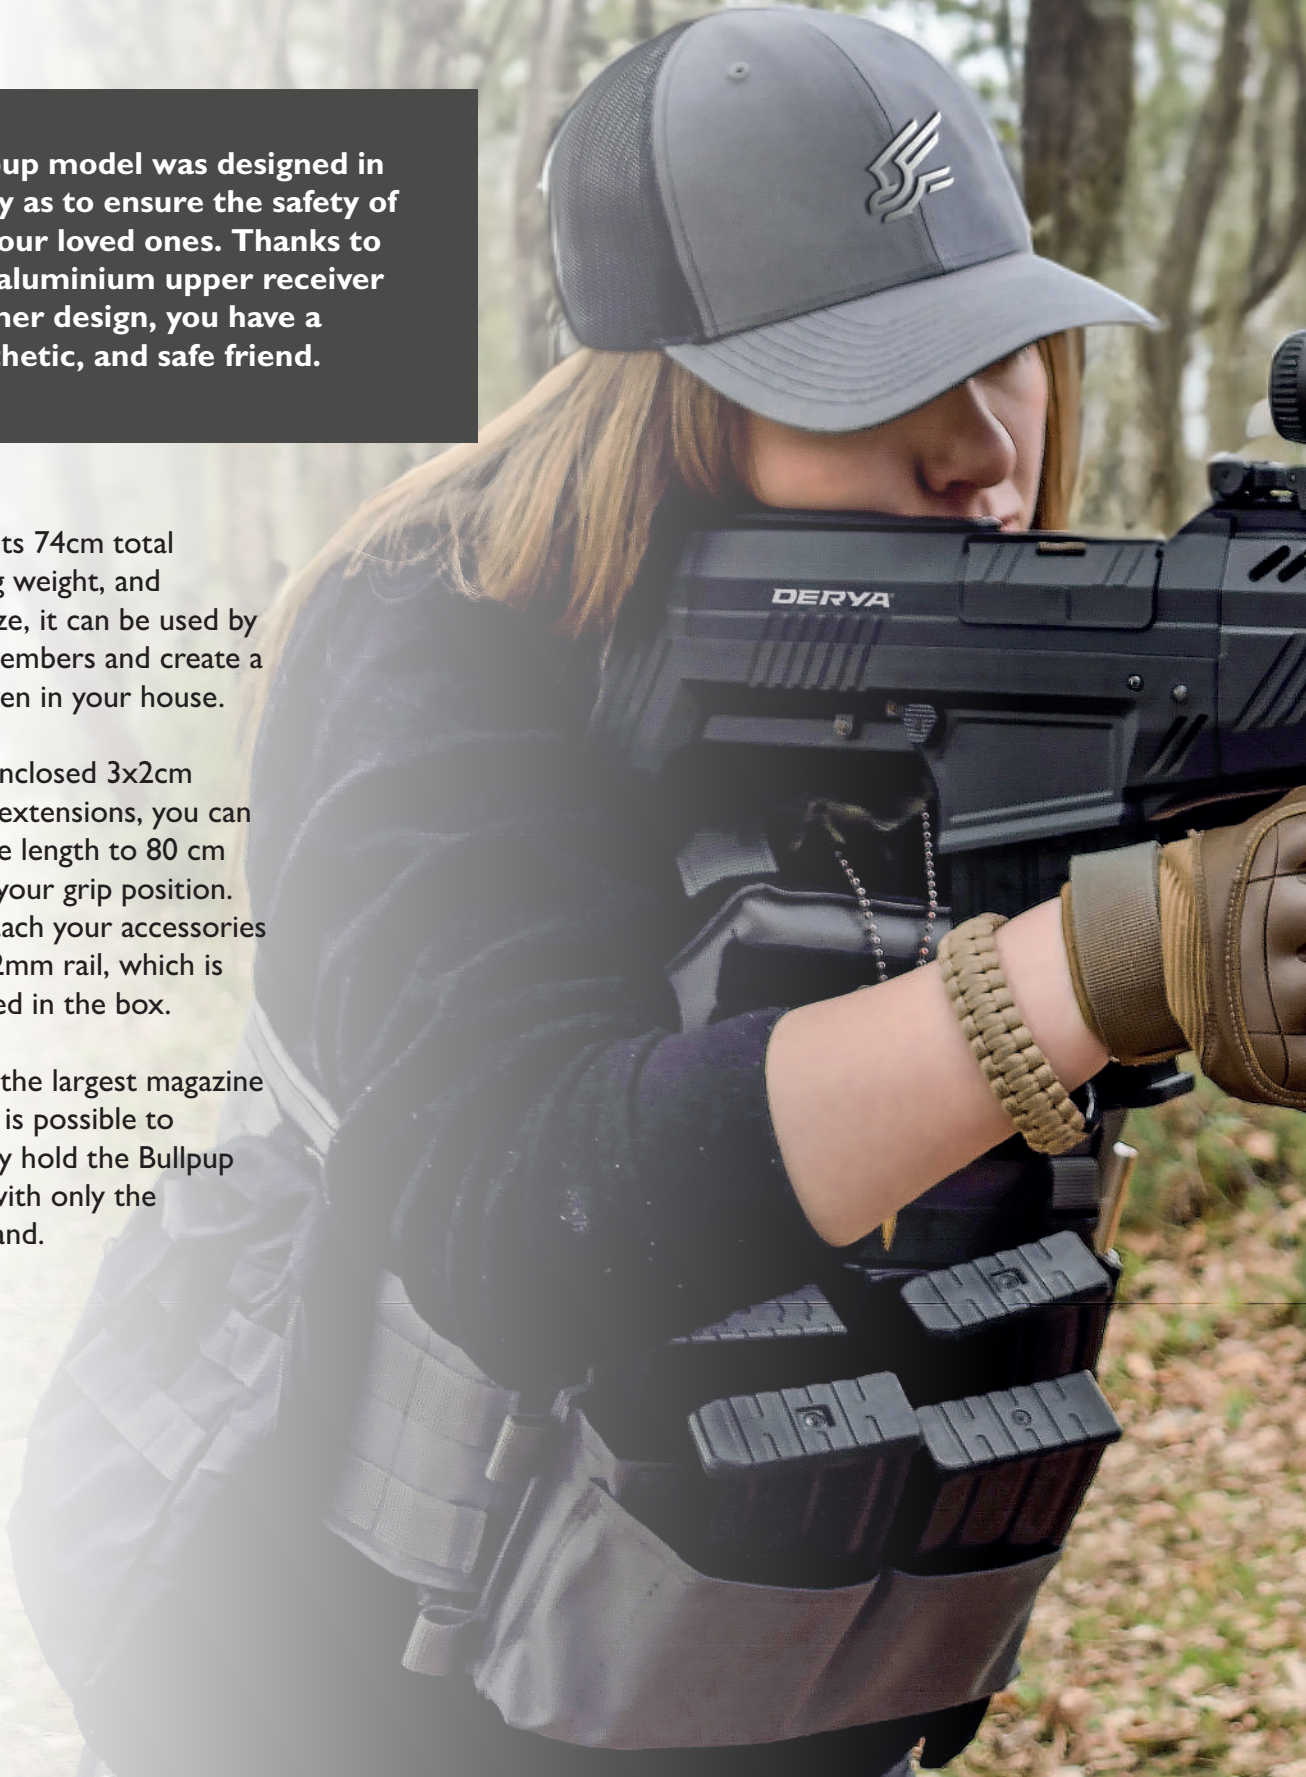 up model was designed in
y as to ensure the safety of
our loved ones. Thanks to
aluminium upper receiver
her design, you have a
thetic, and safe friend.
ts 74cm total
g weight, and
ze, it can be used by
embers and create a
en in your house.
nclosed 3x2cm
extensions, you can
e length to 80 cm
your grip position.
ach your accessories
2mm rail, which is
ed in the box.
the largest magazine
is possible to
y hold the Bullpup
with only the
and.
DERYA